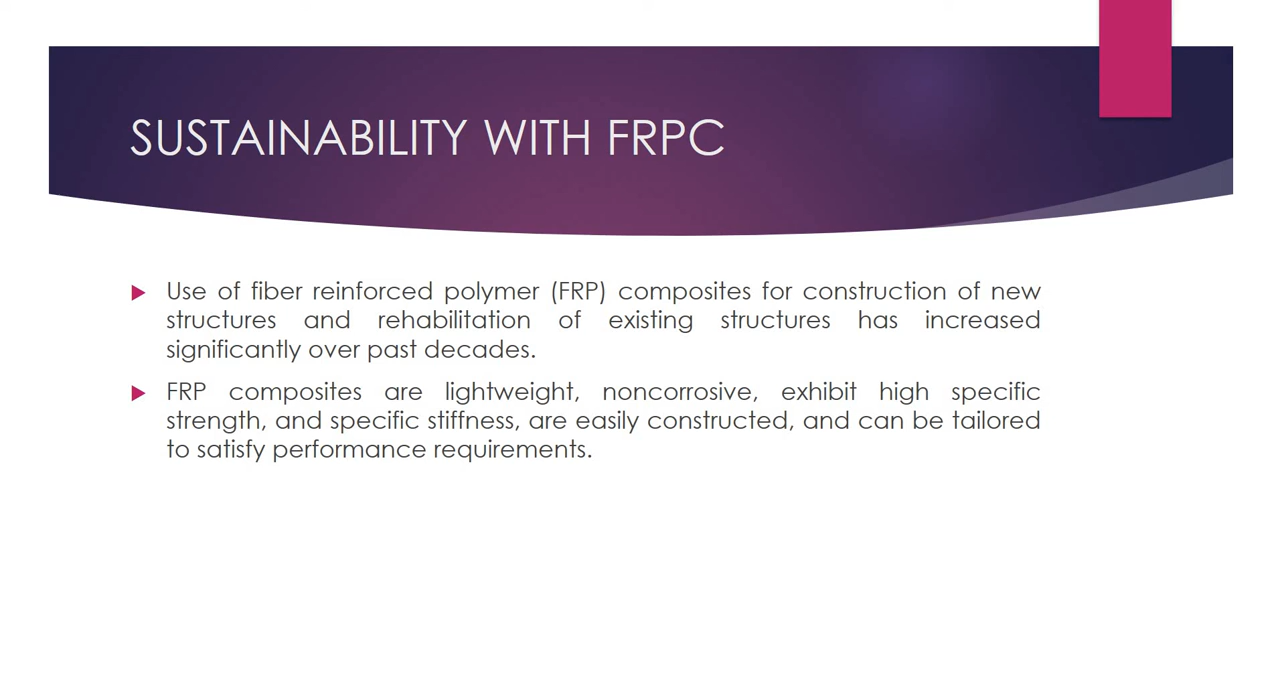 SUSTAINABILITY WITH FRPC
Use of fiber reinforced polymer (FRP) composites for construction of new
structures and rehabilitation of existing structures has increased
significantly over past decades.
FRP composites are lightweight, noncorrosive, exhibit high specific
strength, and specific stiffness, are easily constructed, and can be tailored
to satisfy performance requirements.